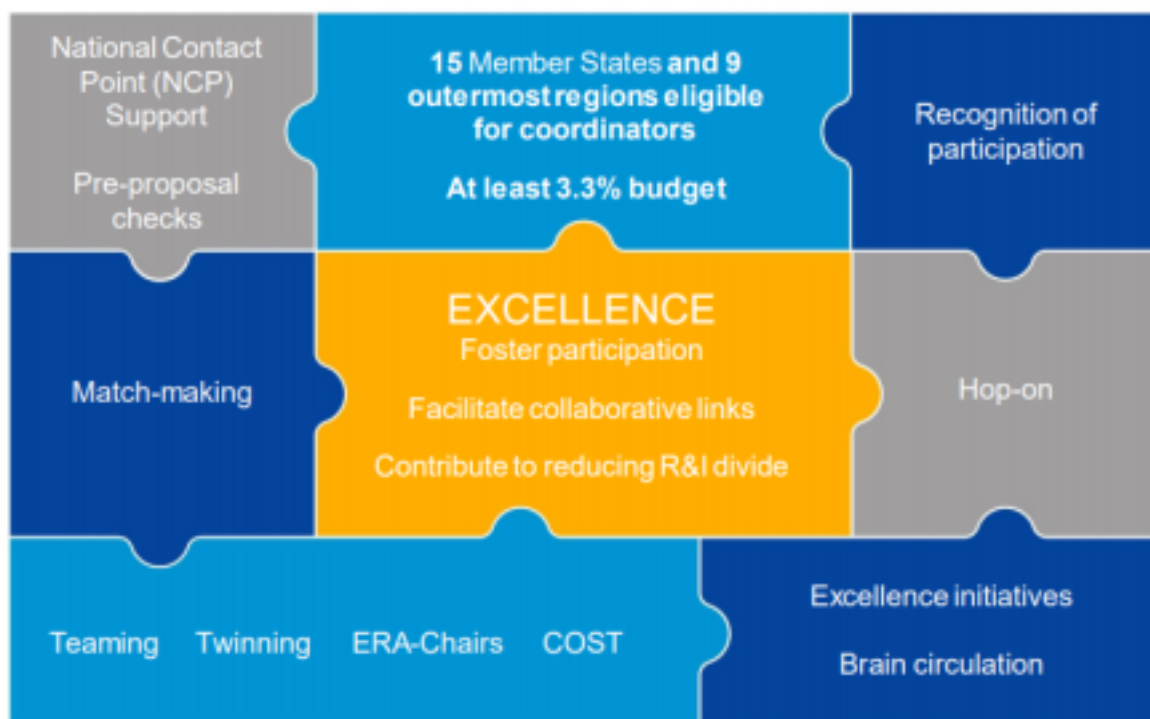 National Contact
Point (NCP)
Support
Pre-proposal
checks
15 Member States and 9
outermost regions eligible
for coordinators
At least 3.3% budget
Recognition of
participation
Match-making
EXCELLENCE
Foster participation
Facilitate collaborative links
Contribute to reducing R&I divide
Hop-on
Teaming Twinning ERA-Chairs COST
Excellence initiatives
Brain circulation